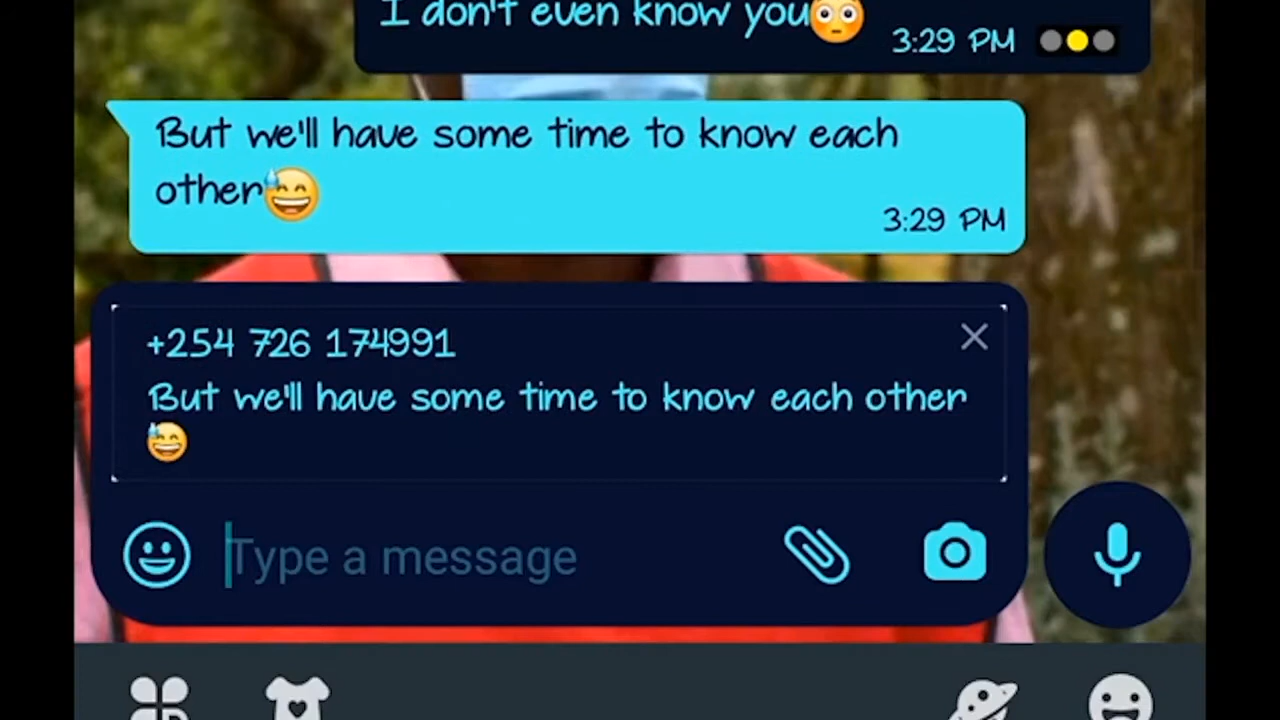 I don't even know you😳
3:29 PM
But we'll have some time to know each
other😅
3:29 PM
+254 726 174991
But we'll have some time to know each other
😅
Type a message